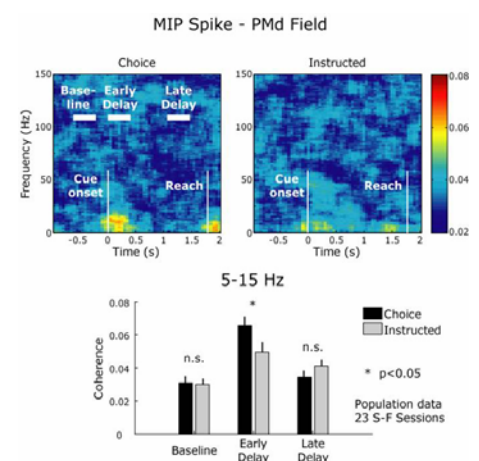 MIP Spike - PMd Field
Choice
Instructed
150
100
50
0
Frequency (Hz)
Base-
line
Early
Delay
Late
Delay
Cue
onset
Reach
-0.5 0 0.5 1 1.5 2
Time (s)
150
100
50
0
Cue
onset
Reach
-0.5 0 0.5 1 1.5 2
Time (s)
0.08
0.06
0.04
0.02
5-15 Hz
0.08
0.06
0.04
0.02
0
Coherence
n.s.
*
n.s.
Baseline
Early
Delay
Late
Delay
Choice
Instructed
* p<0.05
Population data
23 S-F Sessions